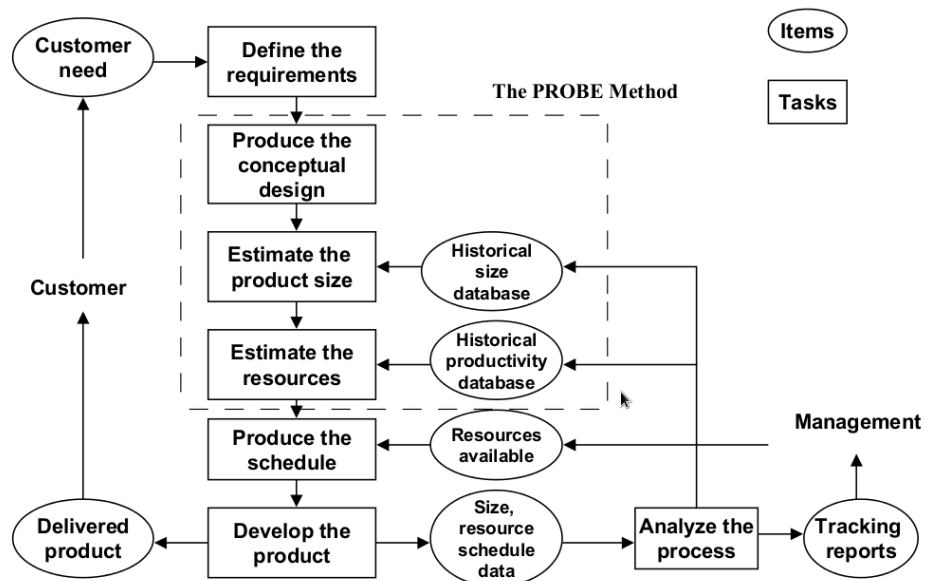 Customer
need
Define the
requirements
Items
The PROBE Method
Tasks
Produce the
conceptual
design
Estimate the
product size
Historical
size
database
Customer
Estimate the
resources
Historical
productivity
database
Produce the
schedule
Resources
available
Management
Delivered
product
Develop the
product
Size,
resource
schedule
data
Analyze the
process
Tracking
reports